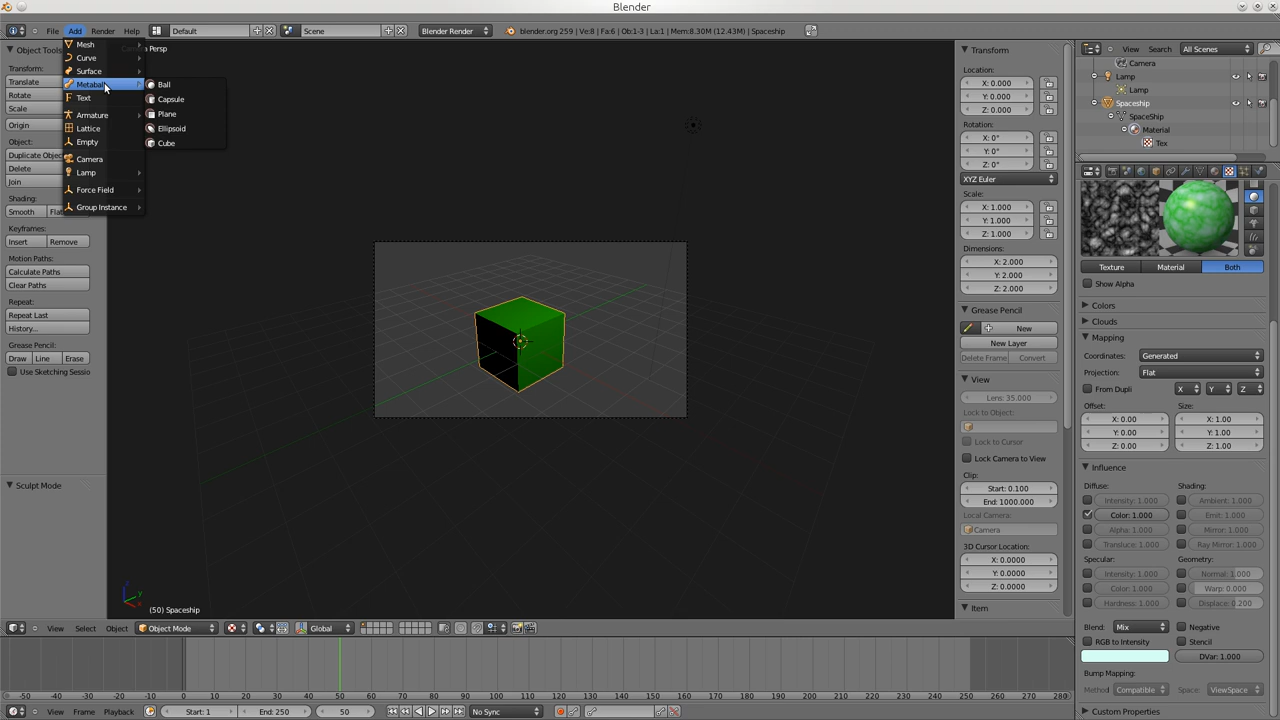 Blender
File Add Render Help Default Scene Blender Render blender.org 259 | Ve:8 | Fa:6 | Ob:1-3 | La:1 | Mem:8.30M (12.43M) | Spaceship
Object Tools
Transform:
Translate
Rotate
Scale
Origin
Object:
Duplicate Objec
Delete
Join
Shading:
Smooth Flat
Keyframes:
Insert Remove
Motion Paths:
Calculate Paths
Clear Paths
Repeat:
Repeat Last
History...
Grease Pencil:
Draw Line Erase
Use Sketching Sessio
Sculpt Mode
Mesh
Curve
Surface
Metaball
Text
Armature
Lattice
Empty
Camera
Lamp
Force Field
Group Instance
Ball
Capsule
Plane
Ellipsoid
Cube
Persp
(50) Spaceship
Transform
Location:
X: 0.000
Y: 0.000
Z: 0.000
Rotation:
X: 0°
Y: 0°
Z: 0°
XYZ Euler
Scale:
X: 1.000
Y: 1.000
Z: 1.000
Dimensions:
X: 2.000
Y: 2.000
Z: 2.000
Grease Pencil
New
New Layer
Delete Frame Convert
View
Lens: 35.000
Lock to Object:
Lock to Cursor
Lock Camera to View
Clip:
Start: 0.100
End: 1000.000
Local Camera:
Camera
3D Cursor Location:
X: 0.0000
Y: 0.0000
Z: 0.0000
Item
View Search All Scenes
Camera
Lamp
Lamp
Spaceship
SpaceShip
Material
Tex
Texture Material Both
Show Alpha
Colors
Clouds
Mapping
Coordinates: Generated
Projection: Flat
From Dupli X Y Z
Offset: Size:
X: 0.00 X: 1.00
Y: 0.00 Y: 1.00
Z: 0.00 Z: 1.00
Influence
Diffuse: Shading:
Intensity: 1.000 Ambient: 1.000
Color: 1.000 Emit: 1.000
Alpha: 1.000 Mirror: 1.000
Transluce: 1.000 Ray Mirror: 1.000
Specular: Geometry:
Intensity: 1.000 Normal: 1.000
Color: 1.000 Warp: 0.000
Hardness: 1.000 Displace: 0.200
Blend: Mix Negative
RGB to Intensity Stencil
DVar: 1.000
Bump Mapping:
Method Compatible Space: ViewSpace
Custom Properties
View Select Object Object Mode Global
-50 -40 -30 -20 -10 0 10 20 30 40 50 60 70 80 90 100 110 120 130 140 150 160 170 180 190 200 210 220 230 240 250 260 270 280
View Frame Playback Start: 1 End: 250 50 No Sync